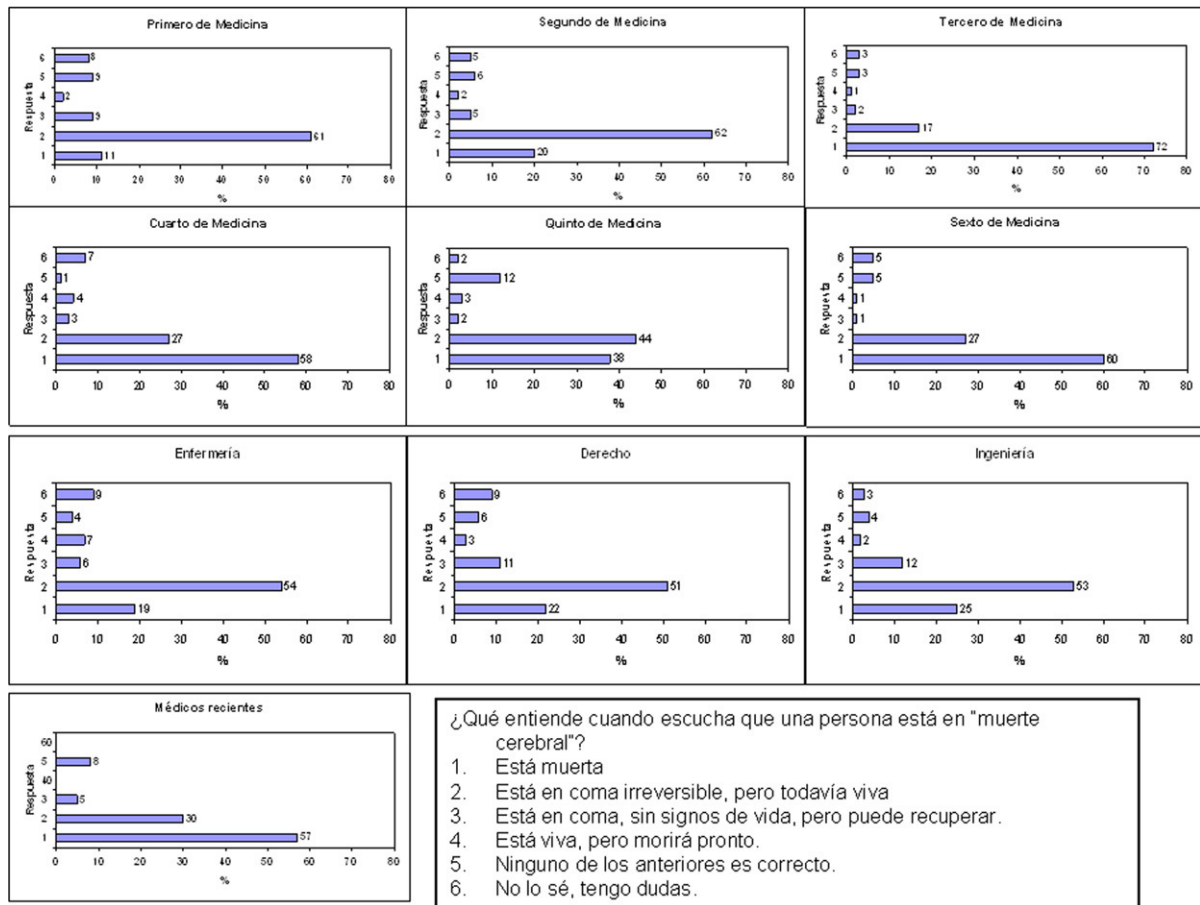 Primero de Medicina
Respuesta
6 8
5 9
4 2
3 9
2 61
1 11
0 10 20 30 40 50 60 70 80
%
Segundo de Medicina
Respuesta
6 5
5 6
4 2
3 5
2 62
1 20
0 10 20 30 40 50 60 70 80
%
Tercero de Medicina
Respuesta
6 3
5 3
4 1
3 2
2 17
1 72
0 10 20 30 40 50 60 70 80
%
Cuarto de Medicina
Respuesta
6 7
5 1
4 4
3 3
2 27
1 58
0 10 20 30 40 50 60 70 80
%
Quinto de Medicina
Respuesta
6 2
5 12
4 3
3 2
2 44
1 38
0 10 20 30 40 50 60 70 80
%
Sexto de Medicina
Respuesta
6 5
5 5
4 1
3 1
2 27
1 60
0 10 20 30 40 50 60 70 80
%
Enfermería
Respuesta
6 9
5 4
4 7
3 6
2 54
1 19
0 10 20 30 40 50 60 70 80
%
Derecho
Respuesta
6 9
5 6
4 3
3 11
2 51
1 22
0 10 20 30 40 50 60 70 80
%
Ingeniería
Respuesta
6 3
5 4
4 2
3 12
2 53
1 25
0 10 20 30 40 50 60 70 80
%
Médicos recientes
Respuesta
60
5 8
40
3 5
2 30
1 57
0 10 20 30 40 50 60 70 80
%
¿Qué entiende cuando escucha que una persona está en "muerte
cerebral"?
1. Está muerta
2. Está en coma irreversible, pero todavía viva
3. Está en coma, sin signos de vida, pero puede recuperar.
4. Está viva, pero morirá pronto.
5. Ninguno de los anteriores es correcto.
6. No lo sé, tengo dudas.